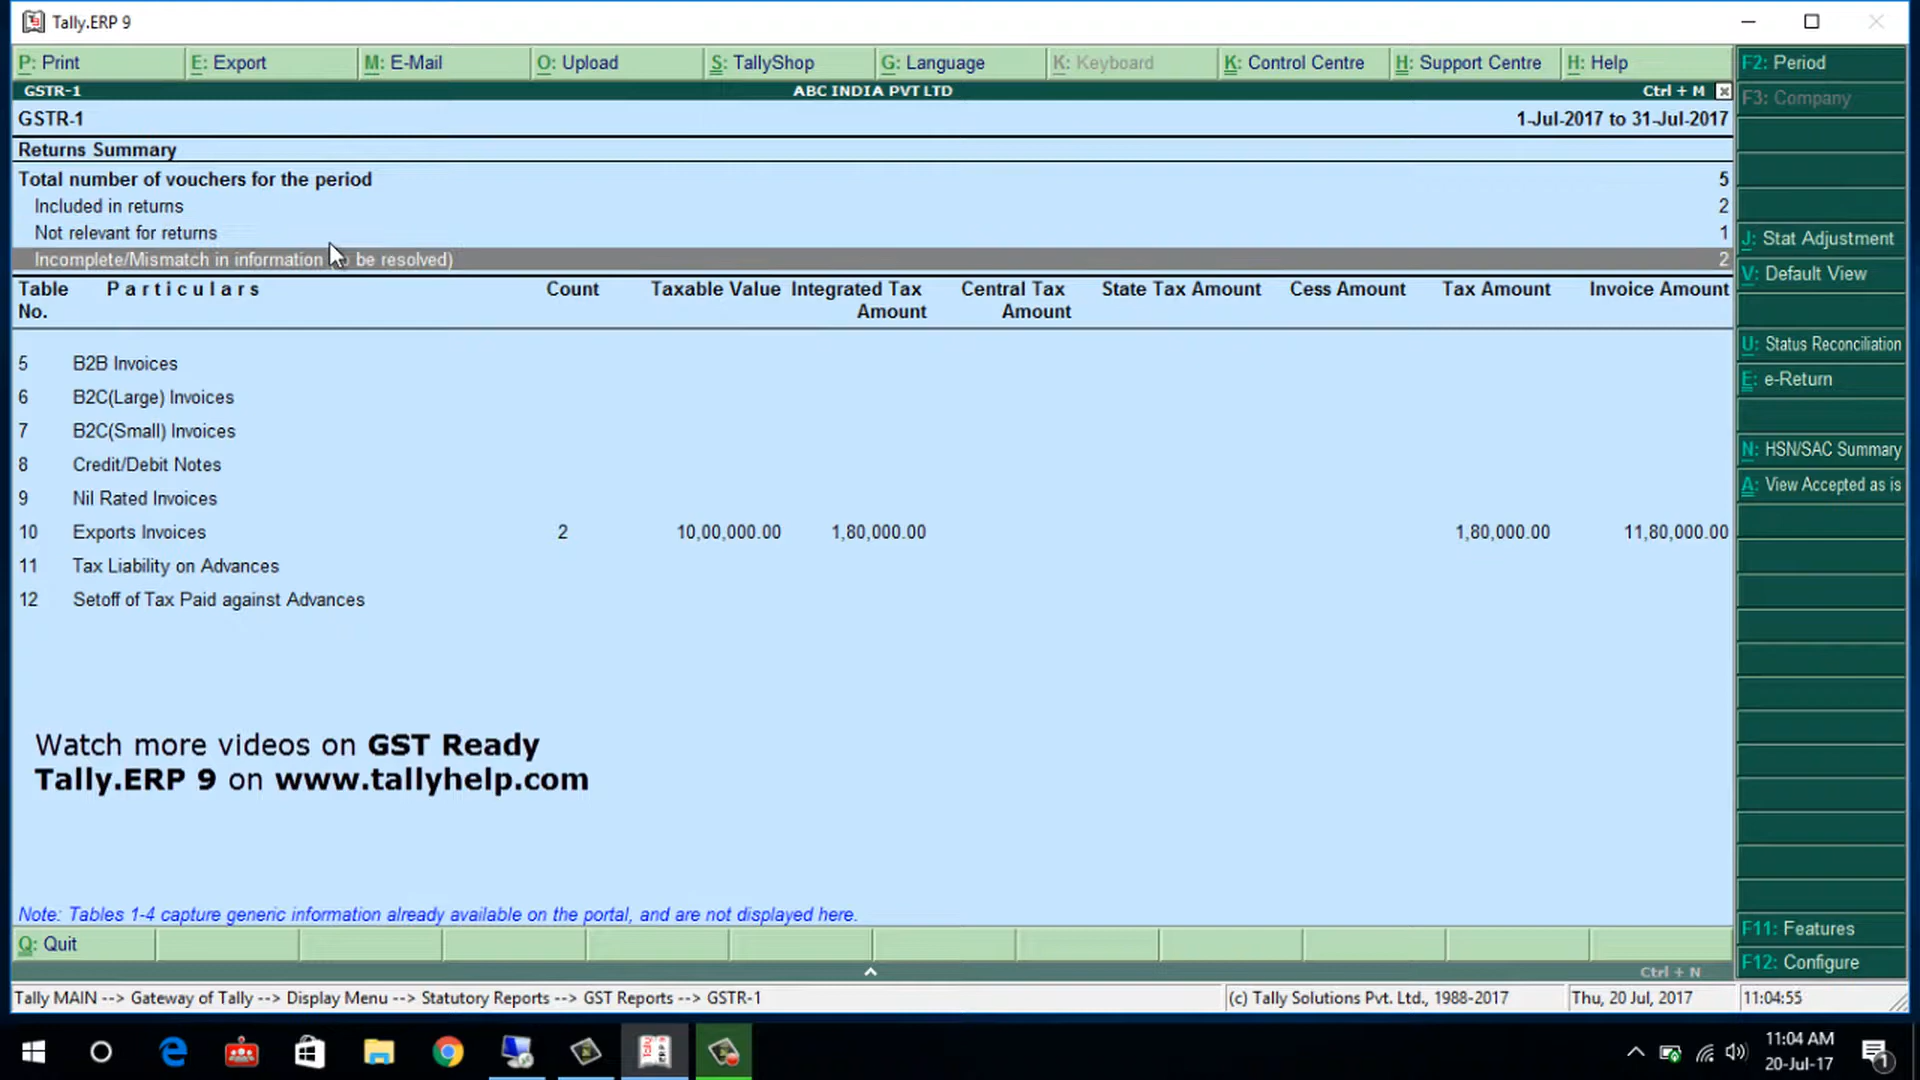 Tally.ERP 9
P: Print E: Export M: E-Mail O: Upload S: TallyShop G: Language K: Keyboard K: Control Centre H: Support Centre H: Help
GSTR-1 ABC INDIA PVT LTD Ctrl + M
GSTR-1 1-Jul-2017 to 31-Jul-2017
Returns Summary
Total number of vouchers for the period 5
Included in returns 2
Not relevant for returns 1
Incomplete/Mismatch in information be resolved) 2
Table No. Particulars Count Taxable Value Integrated Tax Amount Central Tax Amount State Tax Amount Cess Amount Tax Amount Invoice Amount
5 B2B Invoices
6 B2C(Large) Invoices
7 B2C(Small) Invoices
8 Credit/Debit Notes
9 Nil Rated Invoices
10 Exports Invoices 2 10,00,000.00 1,80,000.00 1,80,000.00 11,80,000.00
11 Tax Liability on Advances
12 Setoff of Tax Paid against Advances
Watch more videos on GST Ready
Tally.ERP 9 on www.tallyhelp.com
Note: Tables 1-4 capture generic information already available on the portal, and are not displayed here.
Q: Quit
Ctrl + N
F2: Period
F3: Company
J: Stat Adjustment
V: Default View
U: Status Reconciliation
E: e-Return
N: HSN/SAC Summary
A: View Accepted as is
F11: Features
F12: Configure
Tally MAIN --> Gateway of Tally --> Display Menu --> Statutory Reports --> GST Reports --> GSTR-1 (c) Tally Solutions Pvt. Ltd., 1988-2017 Thu, 20 Jul, 2017 11:04:55
11:04 AM
20-Jul-17
1